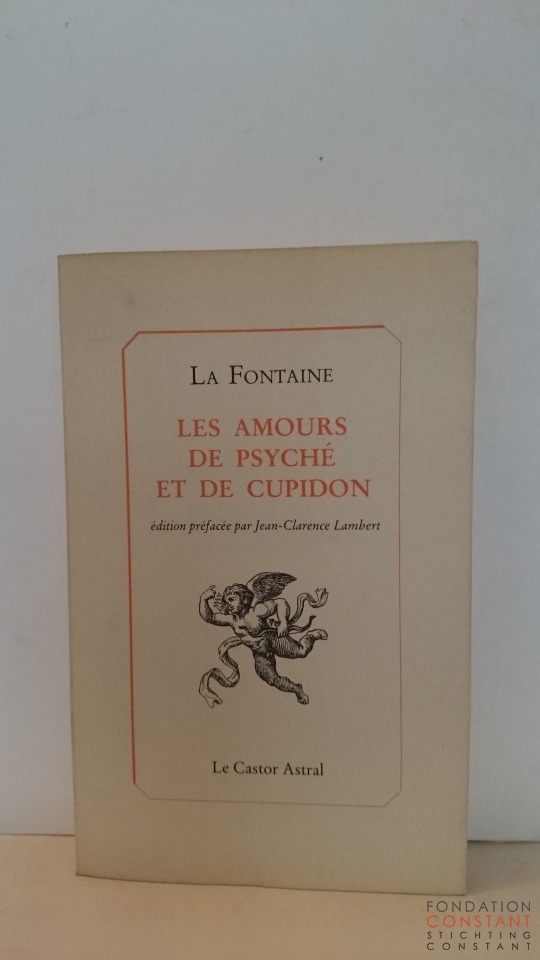 LA FONTAINE
LES AMOURS
DE PSYCHÉ
ET DE CUPIDON
édition préfacée par Jean-Clarence Lambert
Le Castor Astral
FONDATION
CONSTANT
STICHTING
CONSTANT